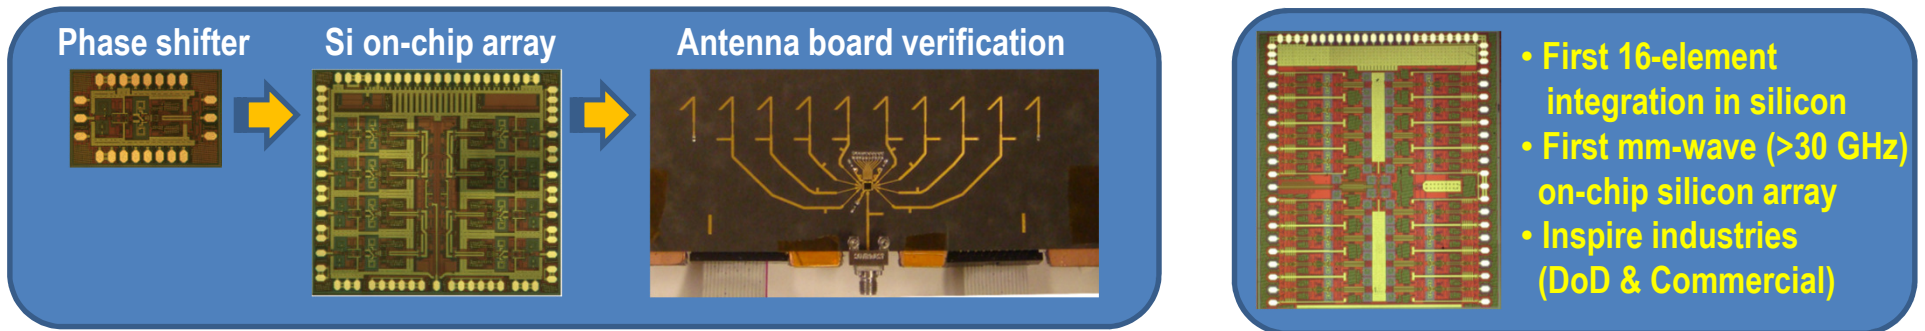 Phase shifter
Si on-chip array
Antenna board verification
• First 16-element
integration in silicon
• First mm-wave (>30 GHz)
on-chip silicon array
• Inspire industries
(DoD & Commercial)